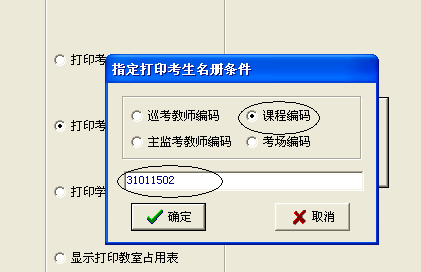 打印考
指定打印考生名册条件
巡考教师编码
课程编码
打印考
主监考教师编码
考场编码
31011502
打印学
确定
取消
显示打印教室占用表